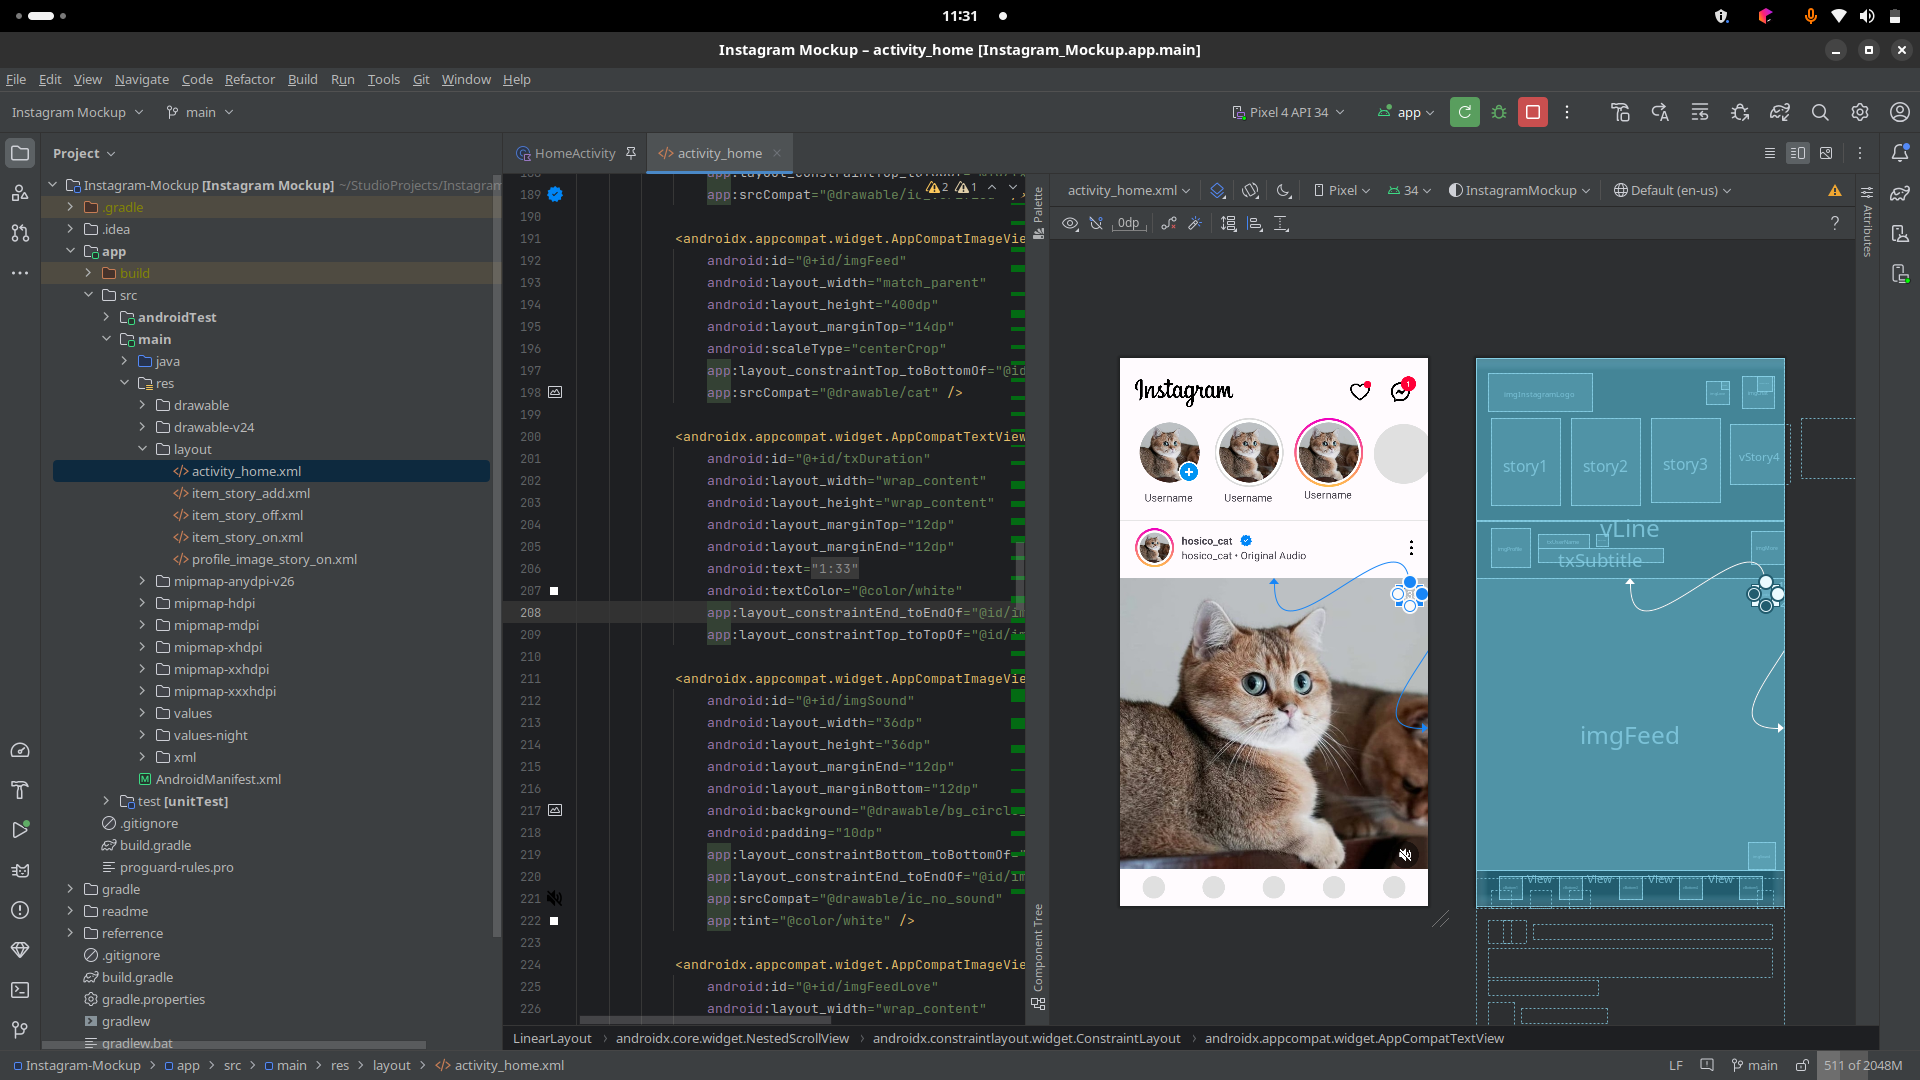 11:31
Instagram Mockup – activity_home [Instagram_Mockup.app.main]
File Edit View Navigate Code Refactor Build Run Tools Git Window Help
Instagram Mockup main Pixel 4 API 34 app
Project
HomeActivity activity_home
Instagram-Mockup [Instagram Mockup] ~/StudioProjects/Instagram
.gradle
.idea
app
build
src
androidTest
main
java
res
drawable
drawable-v24
layout
activity_home.xml
item_story_add.xml
item_story_off.xml
item_story_on.xml
profile_image_story_on.xml
mipmap-anydpi-v26
mipmap-hdpi
mipmap-mdpi
mipmap-xhdpi
mipmap-xxhdpi
mipmap-xxxhdpi
values
values-night
xml
AndroidManifest.xml
test [unitTest]
.gitignore
build.gradle
proguard-rules.pro
gradle
readme
referrence
.gitignore
build.gradle
gradle.properties
gradlew
gradlew.bat
2 1
189 app:srcCompat="@drawable/ic_
190
191 <androidx.appcompat.widget.AppCompatImageVie
192 android:id="@+id/imgFeed"
193 android:layout_width="match_parent"
194 android:layout_height="400dp"
195 android:layout_marginTop="14dp"
196 android:scaleType="centerCrop"
197 app:layout_constraintTop_toBottomOf="@id
198 app:srcCompat="@drawable/cat" />
199
200 <androidx.appcompat.widget.AppCompatTextView
201 android:id="@+id/txDuration"
202 android:layout_width="wrap_content"
203 android:layout_height="wrap_content"
204 android:layout_marginTop="12dp"
205 android:layout_marginEnd="12dp"
206 android:text="1:33"
207 android:textColor="@color/white"
208 app:layout_constraintEnd_toEndOf="@id/im
209 app:layout_constraintTop_toTopOf="@id/im
210
211 <androidx.appcompat.widget.AppCompatImageVie
212 android:id="@+id/imgSound"
213 android:layout_width="36dp"
214 android:layout_height="36dp"
215 android:layout_marginEnd="12dp"
216 android:layout_marginBottom="12dp"
217 android:background="@drawable/bg_circle
218 android:padding="10dp"
219 app:layout_constraintBottom_toBottomOf="
220 app:layout_constraintEnd_toEndOf="@id/im
221 app:srcCompat="@drawable/ic_no_sound"
222 app:tint="@color/white" />
223
224 <androidx.appcompat.widget.AppCompatImageVie
225 android:id="@+id/imgFeedLove"
226 android:layout_width="wrap_content"
Palette
Component Tree
activity_home.xml Pixel 34 InstagramMockup Default (en-us)
0dp ?
Attributes
Instagram 1
Username Username Username
hosico_cat
hosico_cat • Original Audio
imgInstagramLogo
story1 story2 story3 vStory4
vLine
txSubtitle
imgFeed
View View View View
LinearLayout androidx.core.widget.NestedScrollView androidx.constraintlayout.widget.ConstraintLayout androidx.appcompat.widget.AppCompatTextView
Instagram-Mockup app src main res layout activity_home.xml LF main 511 of 2048M